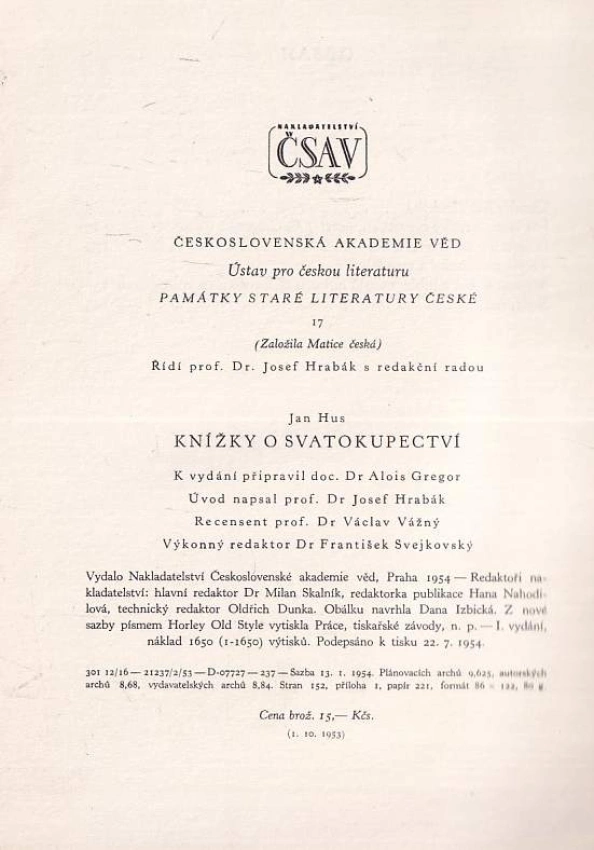 NAKLADATELSTVÍ
ČSAV
ČESKOSLOVENSKÁ AKADEMIE VĚD
Ústav pro českou literaturu
PAMÁTKY STARÉ LITERATURY ČESKÉ
17
(Založila Matice česká)
Řídí prof. Dr. Josef Hrabák s redakční radou
Jan Hus
KNÍŽKY O SVATOKUPECTVÍ
K vydání připravil doc. Dr Alois Gregor
Úvod napsal prof. Dr Josef Hrabák
Recensent prof. Dr Václav Vážný
Výkonný redaktor Dr František Svejkovský
Vydalo Nakladatelství Československé akademie věd, Praha 1954 — Redaktoři na-
kladatelství: hlavní redaktor Dr Milan Skalník, redaktorka publikace Hana Nahodi-
lová, technický redaktor Oldřich Dunka. Obálku navrhla Dana Izbická. Z nové
sazby písmem Horley Old Style vytiskla Práce, tiskařské závody, n. p. — I. vydání,
náklad 1650 (1-1650) výtisků. Podepsáno k tisku 22. 7. 1954.
301 12/16 — 21237/2/53 — D-07727 — 237 — Sazba 13. 1. 1954. Plánovacích archů 9,625, autorských
archů 8,68, vydavatelských archů 8,84. Stran 152, příloha 1, papír 221, formát 86 × 122, 80 g.
Cena brož. 15,— Kčs.
(1. 10. 1953)